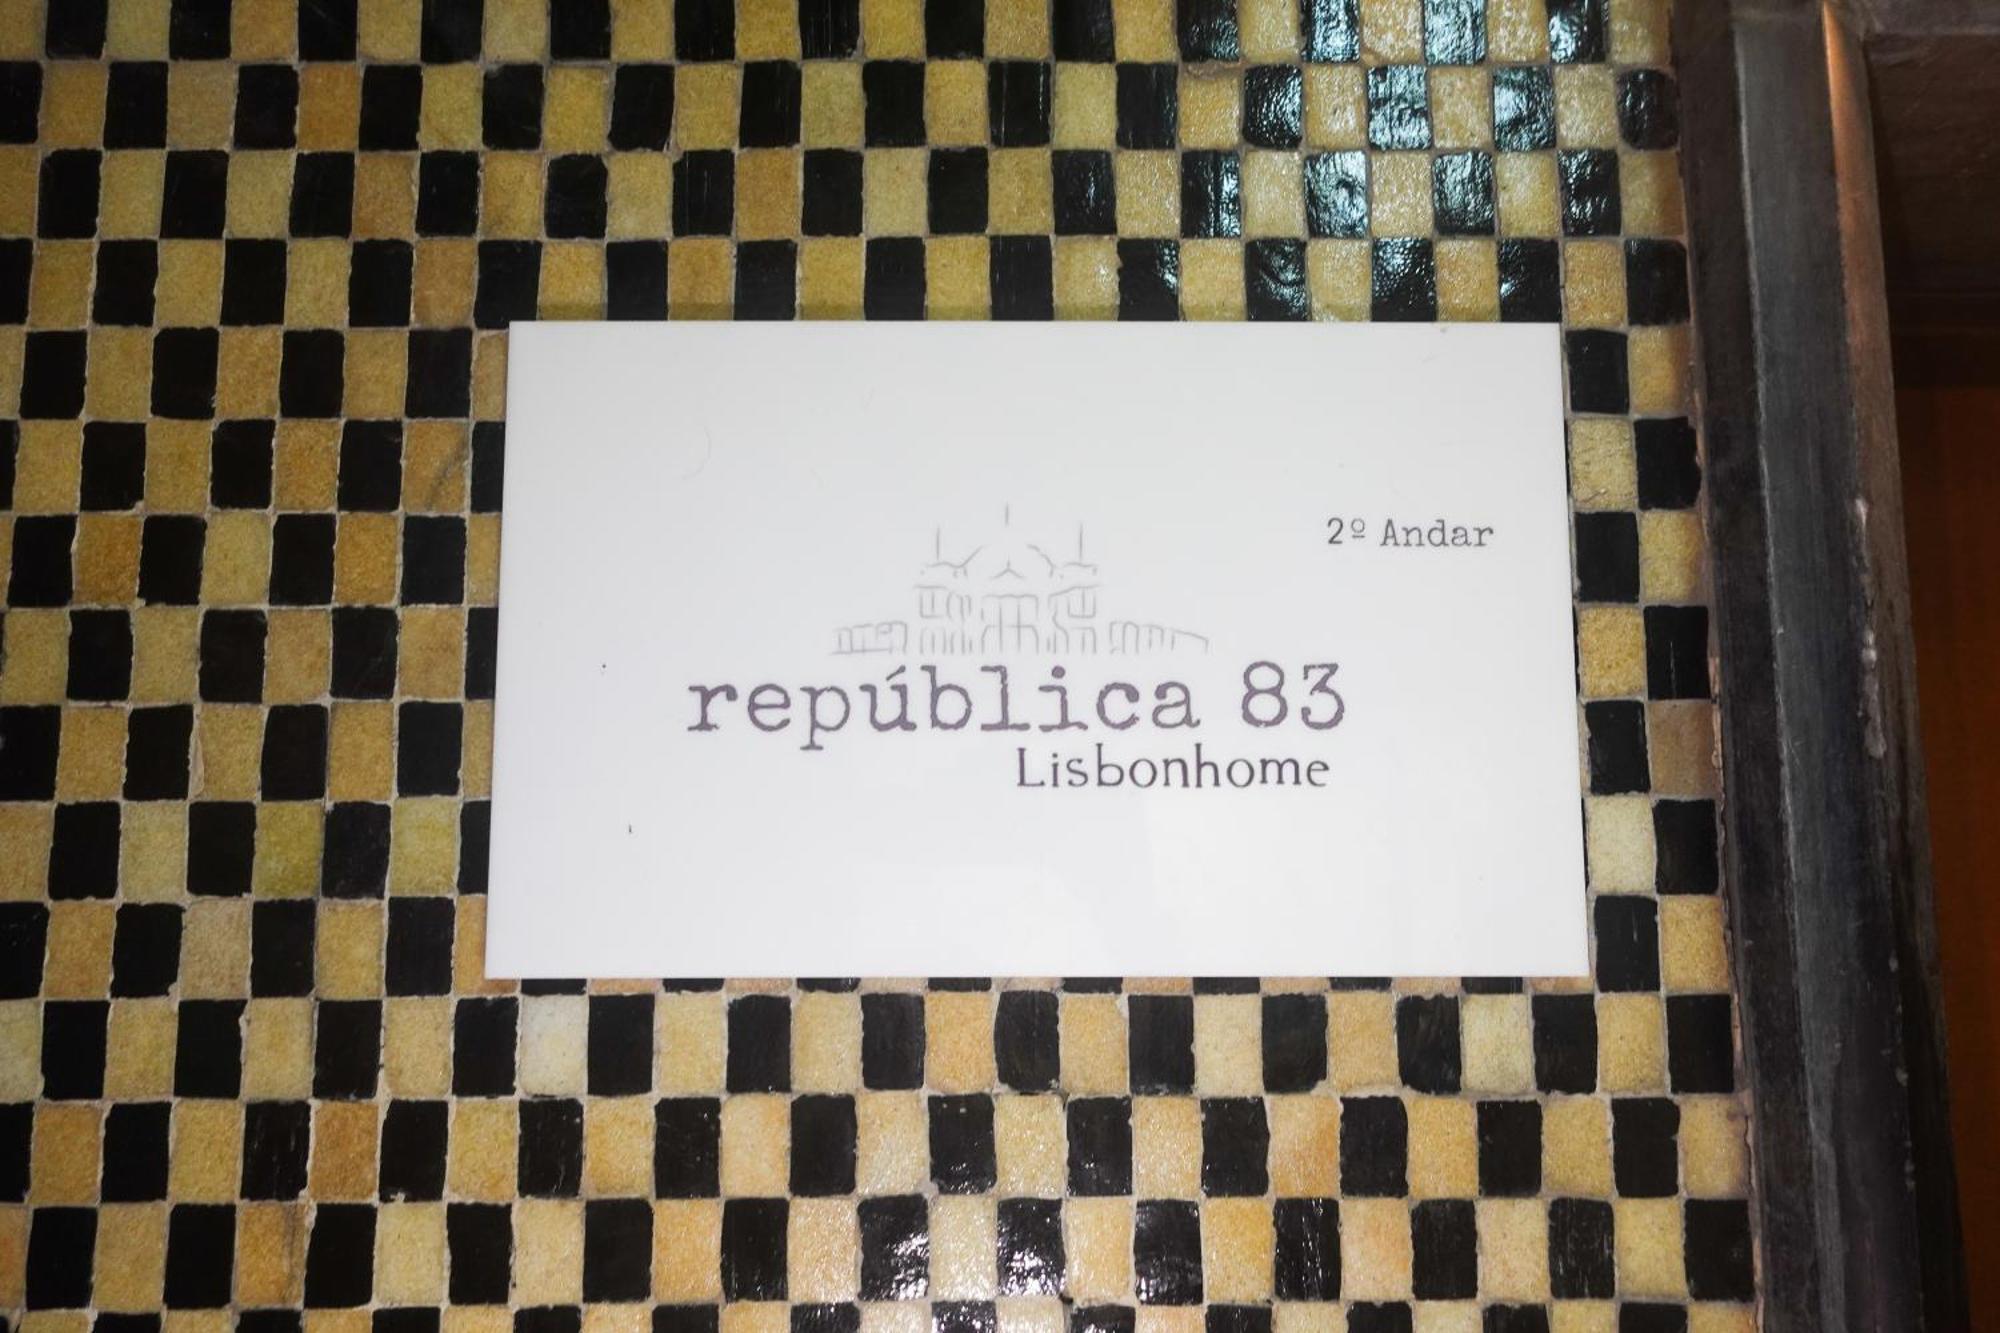 2º Andar
república 83
Lisbonhome